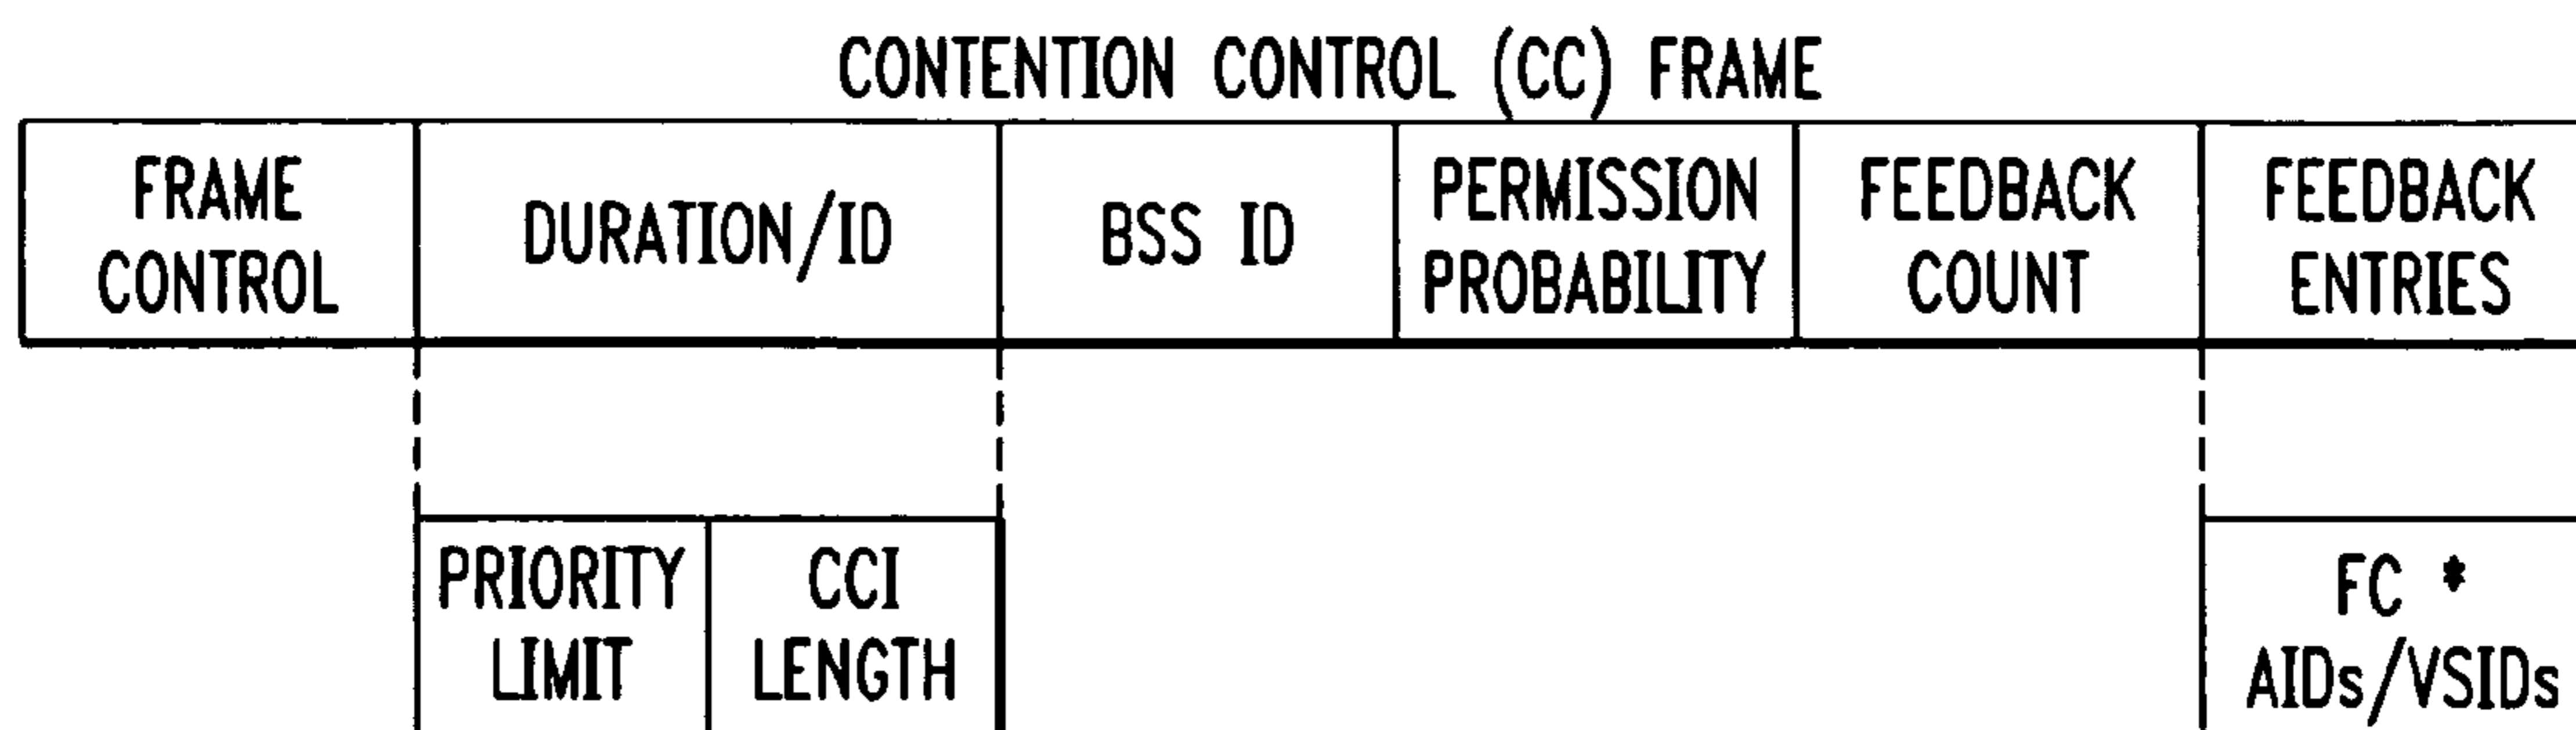 CONTENTION CONTROL (CC) FRAME
FRAME
CONTROL
DURATION/ID
BSS ID
PERMISSION
PROBABILITY
FEEDBACK
COUNT
FEEDBACK
ENTRIES
PRIORITY
LIMIT
CCI
LENGTH
FC *
AIDs/VSIDs